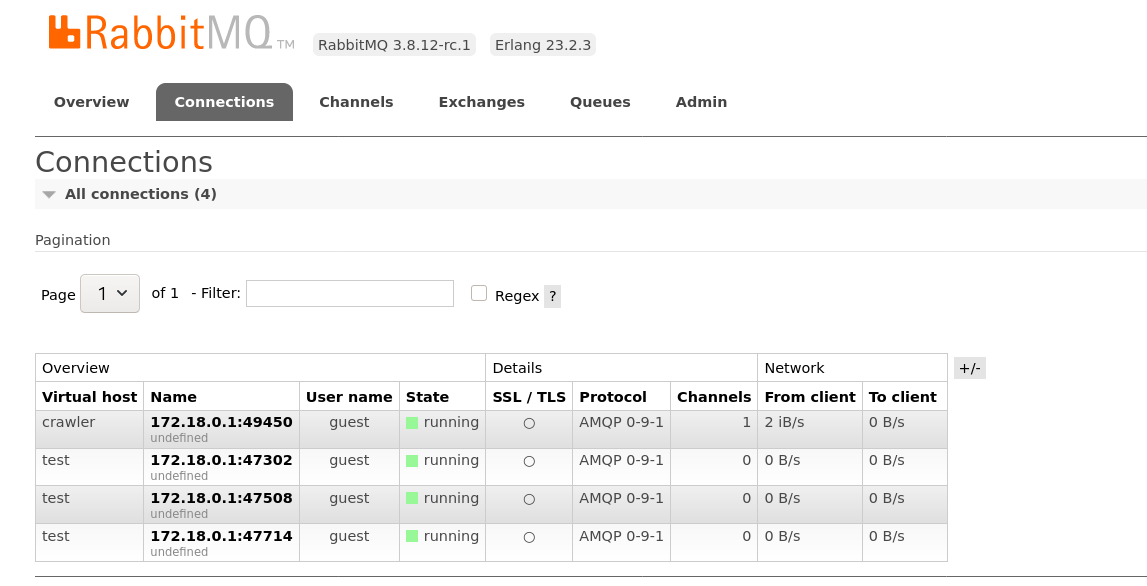 RabbitMQ TM RabbitMQ 3.8.12-rc.1 Erlang 23.2.3
Overview Connections Channels Exchanges Queues Admin
Connections
All connections (4)
Pagination
Page 1 of 1 - Filter: Regex ?
Overview Details Network +/-
Virtual host Name User name State SSL / TLS Protocol Channels From client To client
crawler 172.18.0.1:49450 guest running ○ AMQP 0-9-1 1 2 iB/s 0 B/s
undefined
test 172.18.0.1:47302 guest running ○ AMQP 0-9-1 0 0 B/s 0 B/s
undefined
test 172.18.0.1:47508 guest running ○ AMQP 0-9-1 0 0 B/s 0 B/s
undefined
test 172.18.0.1:47714 guest running ○ AMQP 0-9-1 0 0 B/s 0 B/s
undefined